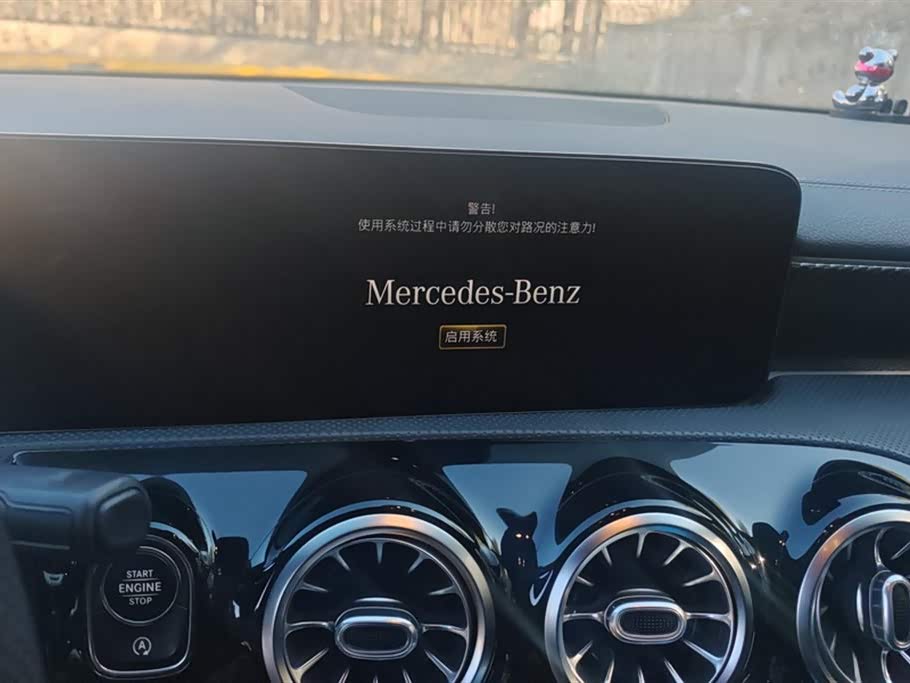 警告!
使用系统过程中请勿分散您对路况的注意力!
Mercedes-Benz
启用系统
START
ENGINE
STOP
A